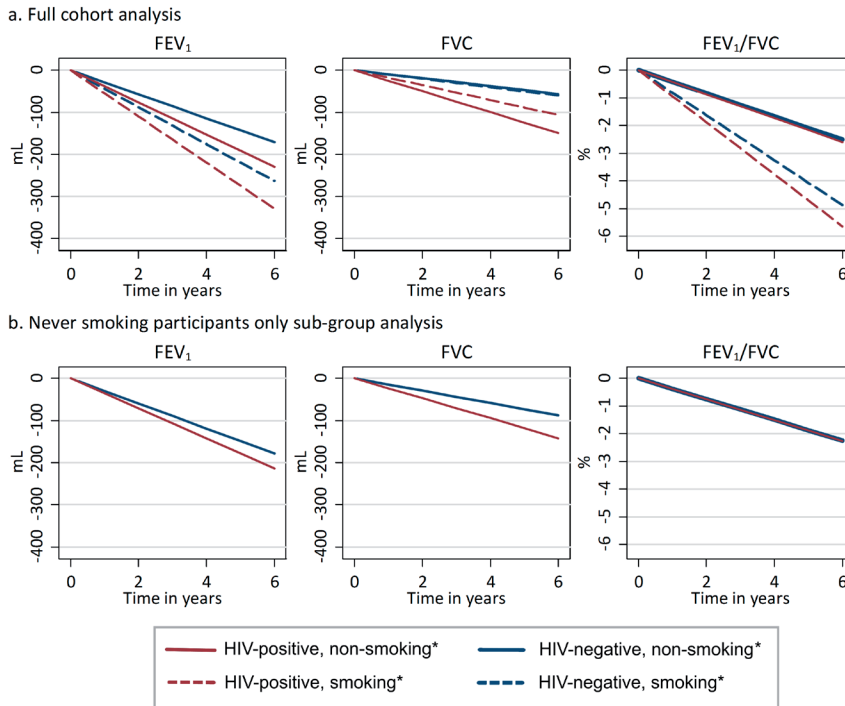 a. Full cohort analysis
FEV₁ FVC FEV₁/FVC
mL 0 -100 -200 -300 -400
mL 0 -100 -200 -300 -400
% 0 -1 -2 -3 -4 -5 -6
0 2 4 6 0 2 4 6 0 2 4 6
Time in years Time in years Time in years
b. Never smoking participants only sub-group analysis
FEV₁ FVC FEV₁/FVC
mL 0 -100 -200 -300 -400
mL 0 -100 -200 -300 -400
% 0 -1 -2 -3 -4 -5 -6
0 2 4 6 0 2 4 6 0 2 4 6
Time in years Time in years Time in years
HIV-positive, non-smoking* HIV-negative, non-smoking*
HIV-positive, smoking* HIV-negative, smoking*